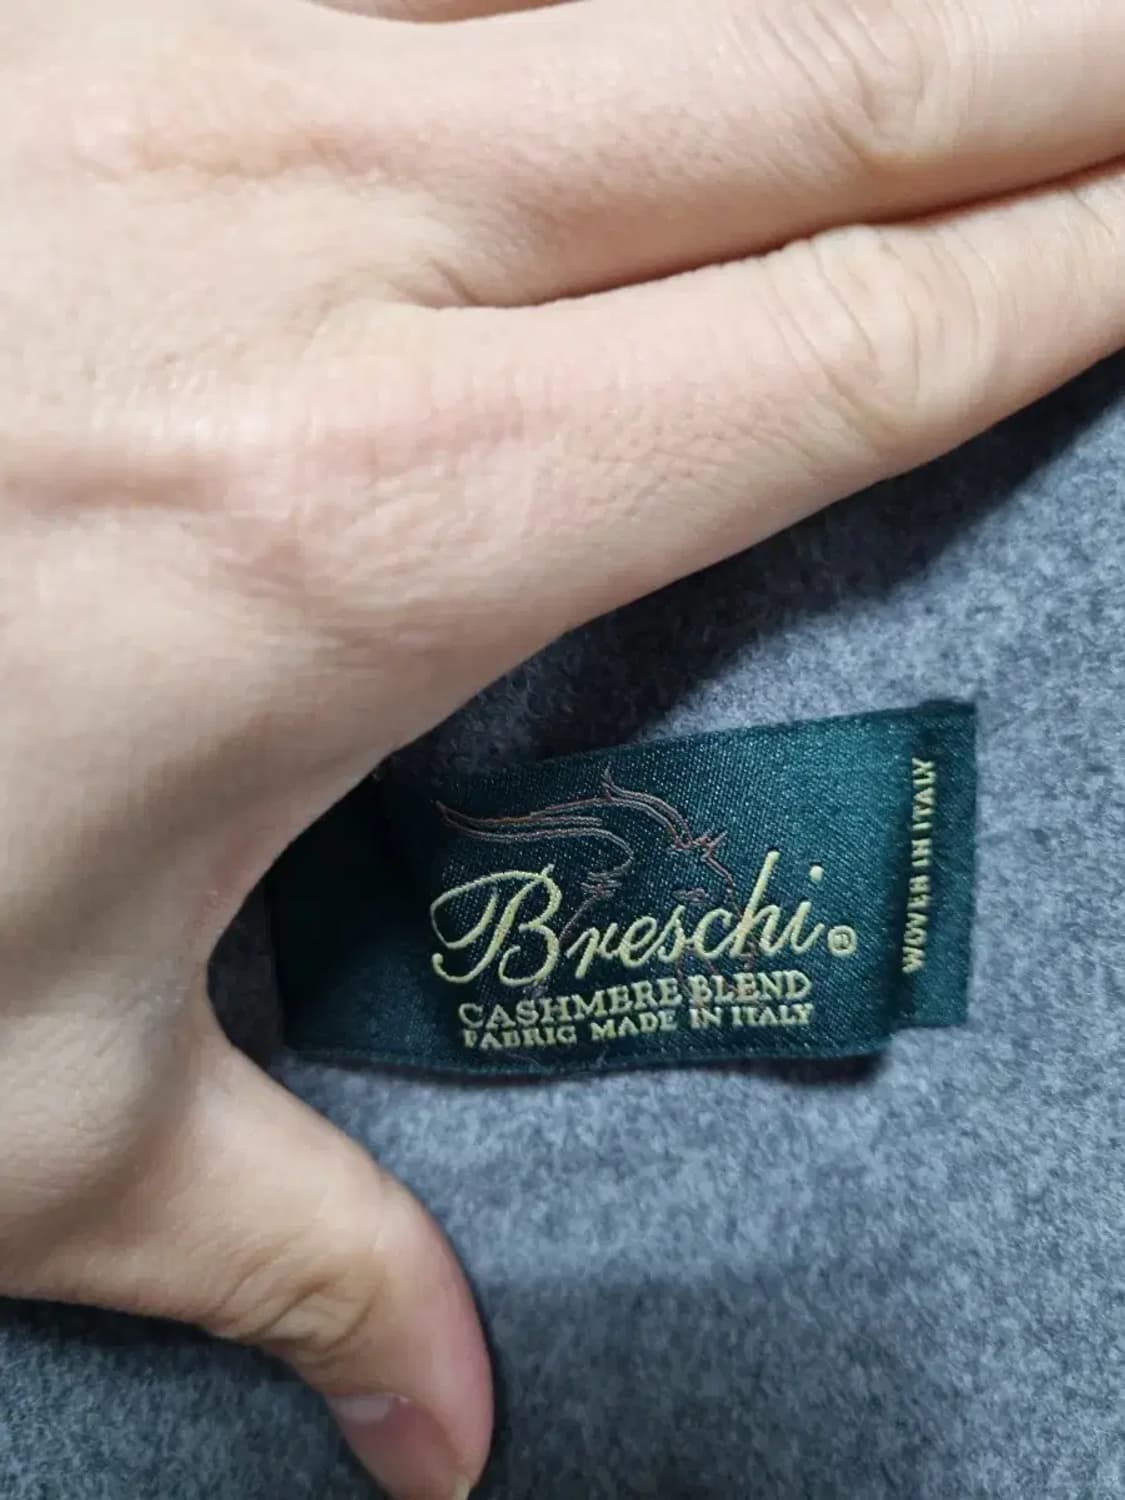 Breschi®
CASHMERE BLEND
FABRIC MADE IN ITALY
WOVEN IN ITALY